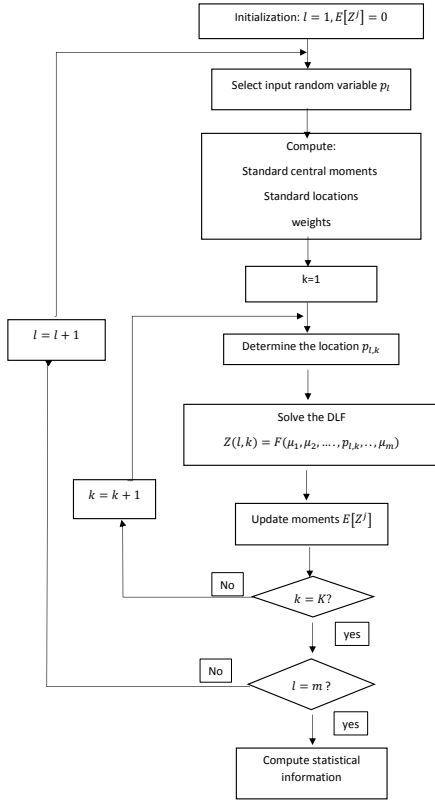 Initialization: l = 1, E[Z^j] = 0
Select input random variable p_l
Compute:
Standard central moments
Standard locations
weights
k=1
l = l + 1
Determine the location p_{l,k}
Solve the DLF
Z(l, k) = F(μ_1, μ_2, … ., p_{l,k}, . . , μ_m)
k = k + 1
Update moments E[Z^j]
No
k = K?
yes
No
l = m ?
yes
Compute statistical
information